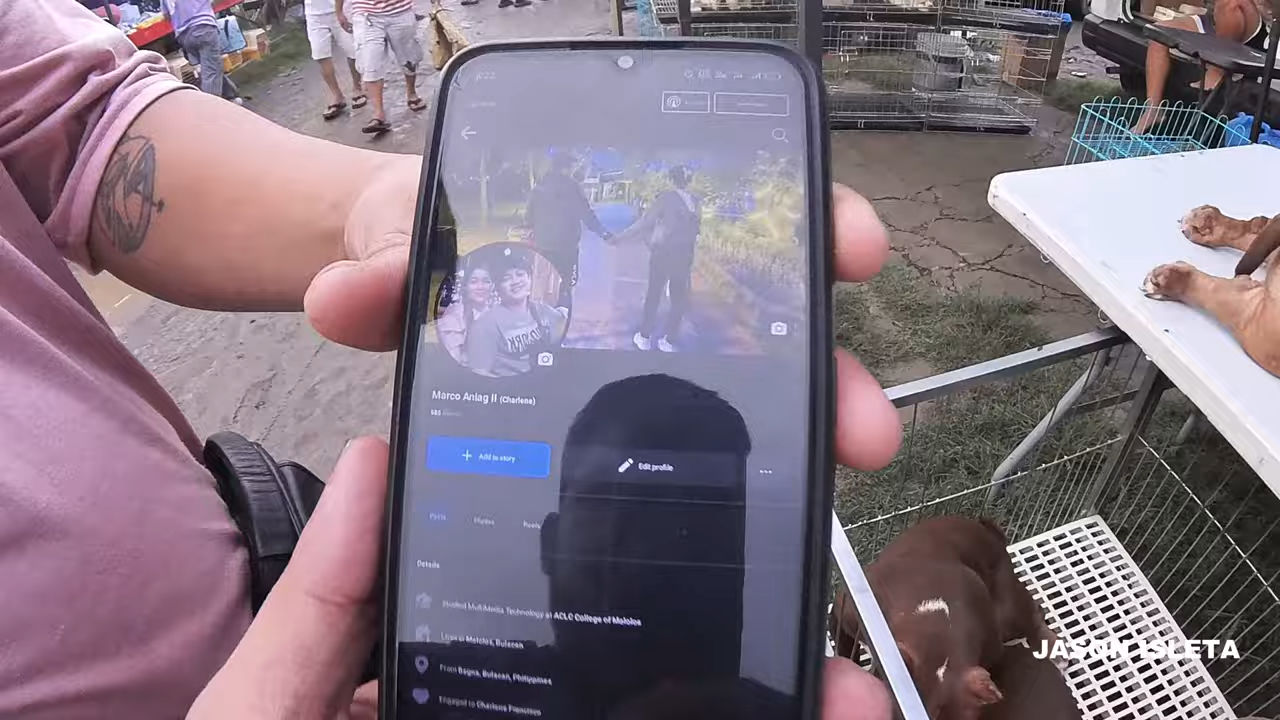 Marco Anlag II (Charlene)
585
+ Add to story
Edit profile
...
Posts Photos Reels
Details
Studied MultiMedia Technology at ACLC College of Malolos
Lives in Malolos, Bulacan
From Bagna, Bulacan, Philippines
Engaged to Charlene Francisco
JASON ISLETA